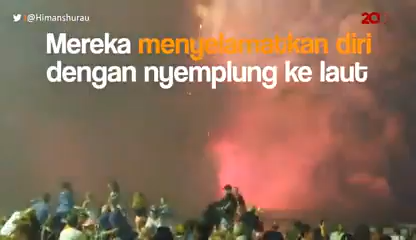 @Himanshurau
20
Mereka menyelamatkan diri
dengan nyemplung ke laut